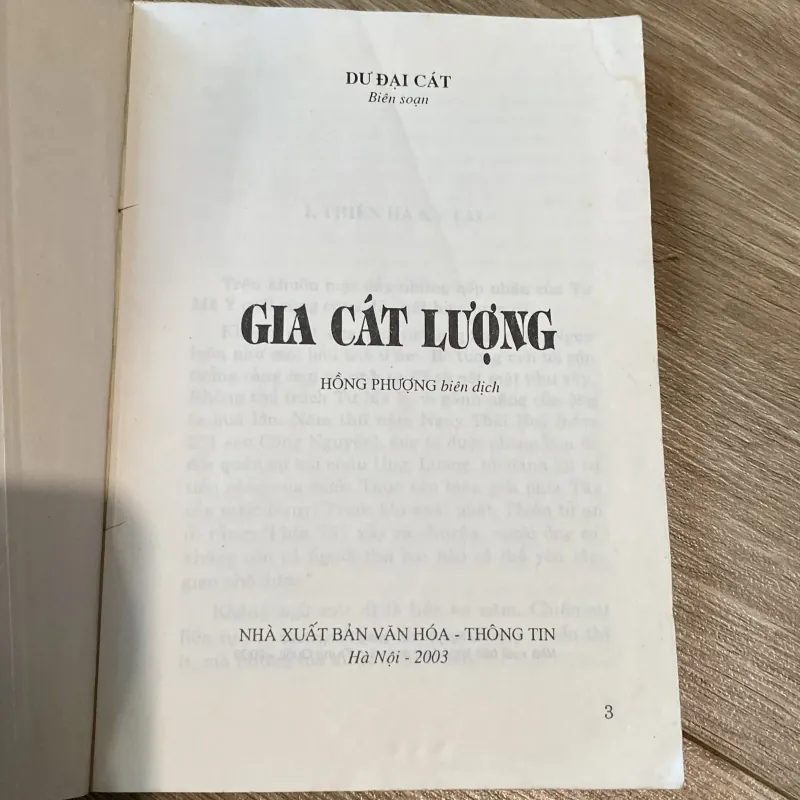 DƯ ĐẠI CÁT
Biên soạn
GIA CÁT LƯỢNG
HỒNG PHƯỢNG biên dịch
NHÀ XUẤT BẢN VĂN HÓA - THÔNG TIN
Hà Nội - 2003
3